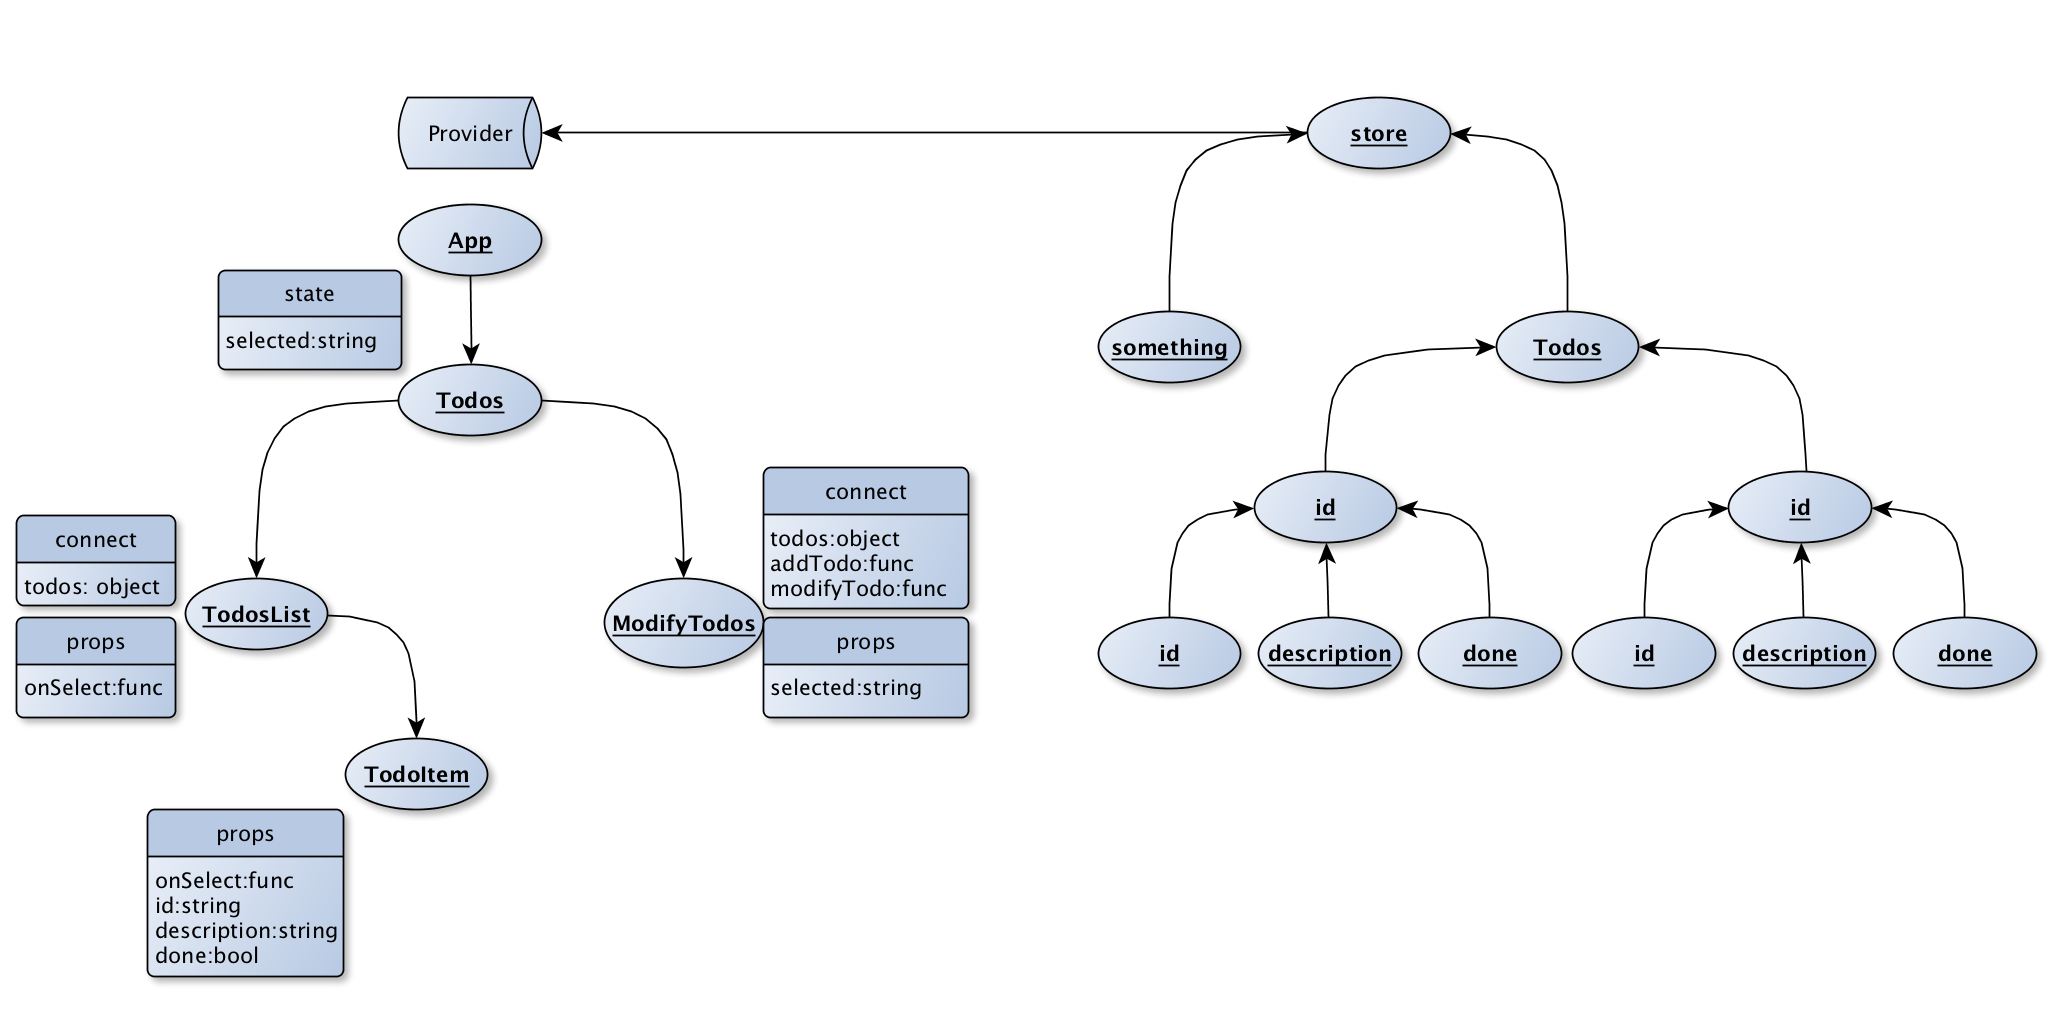 Provider
store
App
state
selected:string
something
Todos
Todos
connect
todos:object
addTodo:func
modifyTodo:func
id
id
connect
todos: object
TodosList
ModifyTodos
props
onSelect:func
props
selected:string
id
description
done
id
description
done
TodoItem
props
onSelect:func
id:string
description:string
done:bool